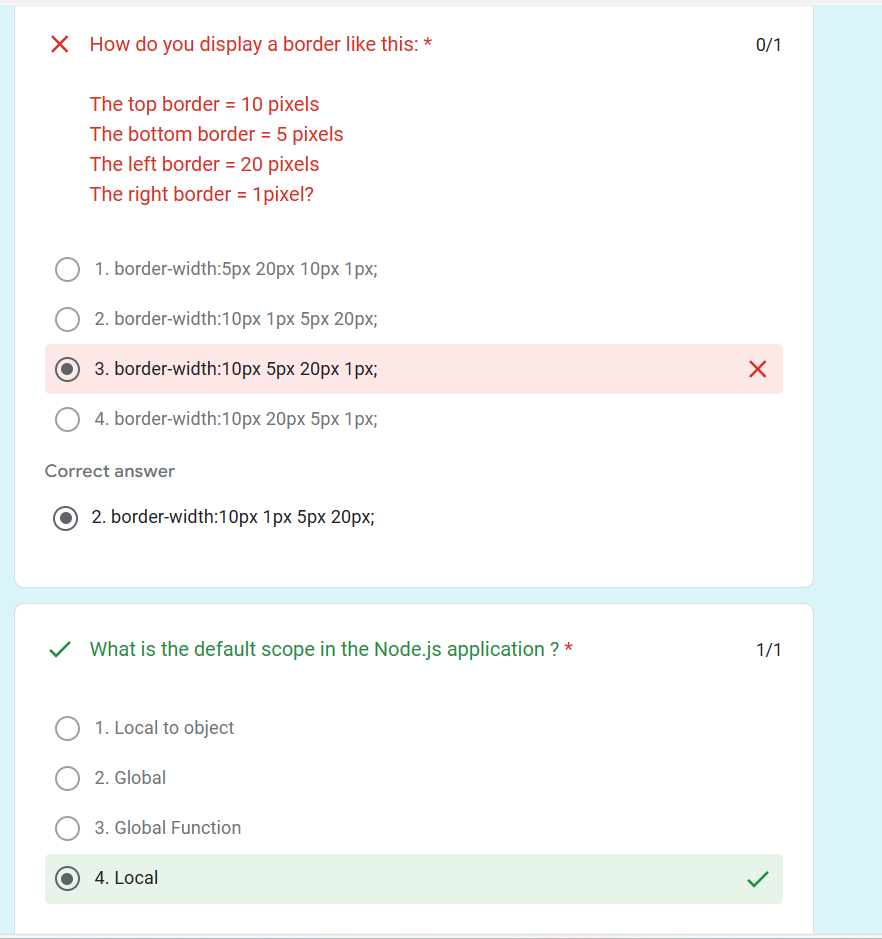 How do you display a border like this: *
0/1
The top border = 10 pixels
The bottom border = 5 pixels
The left border = 20 pixels
The right border = 1pixel?
1. border-width:5px 20px 10px 1px;
2. border-width:10px 1px 5px 20px;
3. border-width:10px 5px 20px 1px;
4. border-width:10px 20px 5px 1px;
Correct answer
2. border-width:10px 1px 5px 20px;
What is the default scope in the Node.js application ? *
1/1
1. Local to object
2. Global
3. Global Function
4. Local